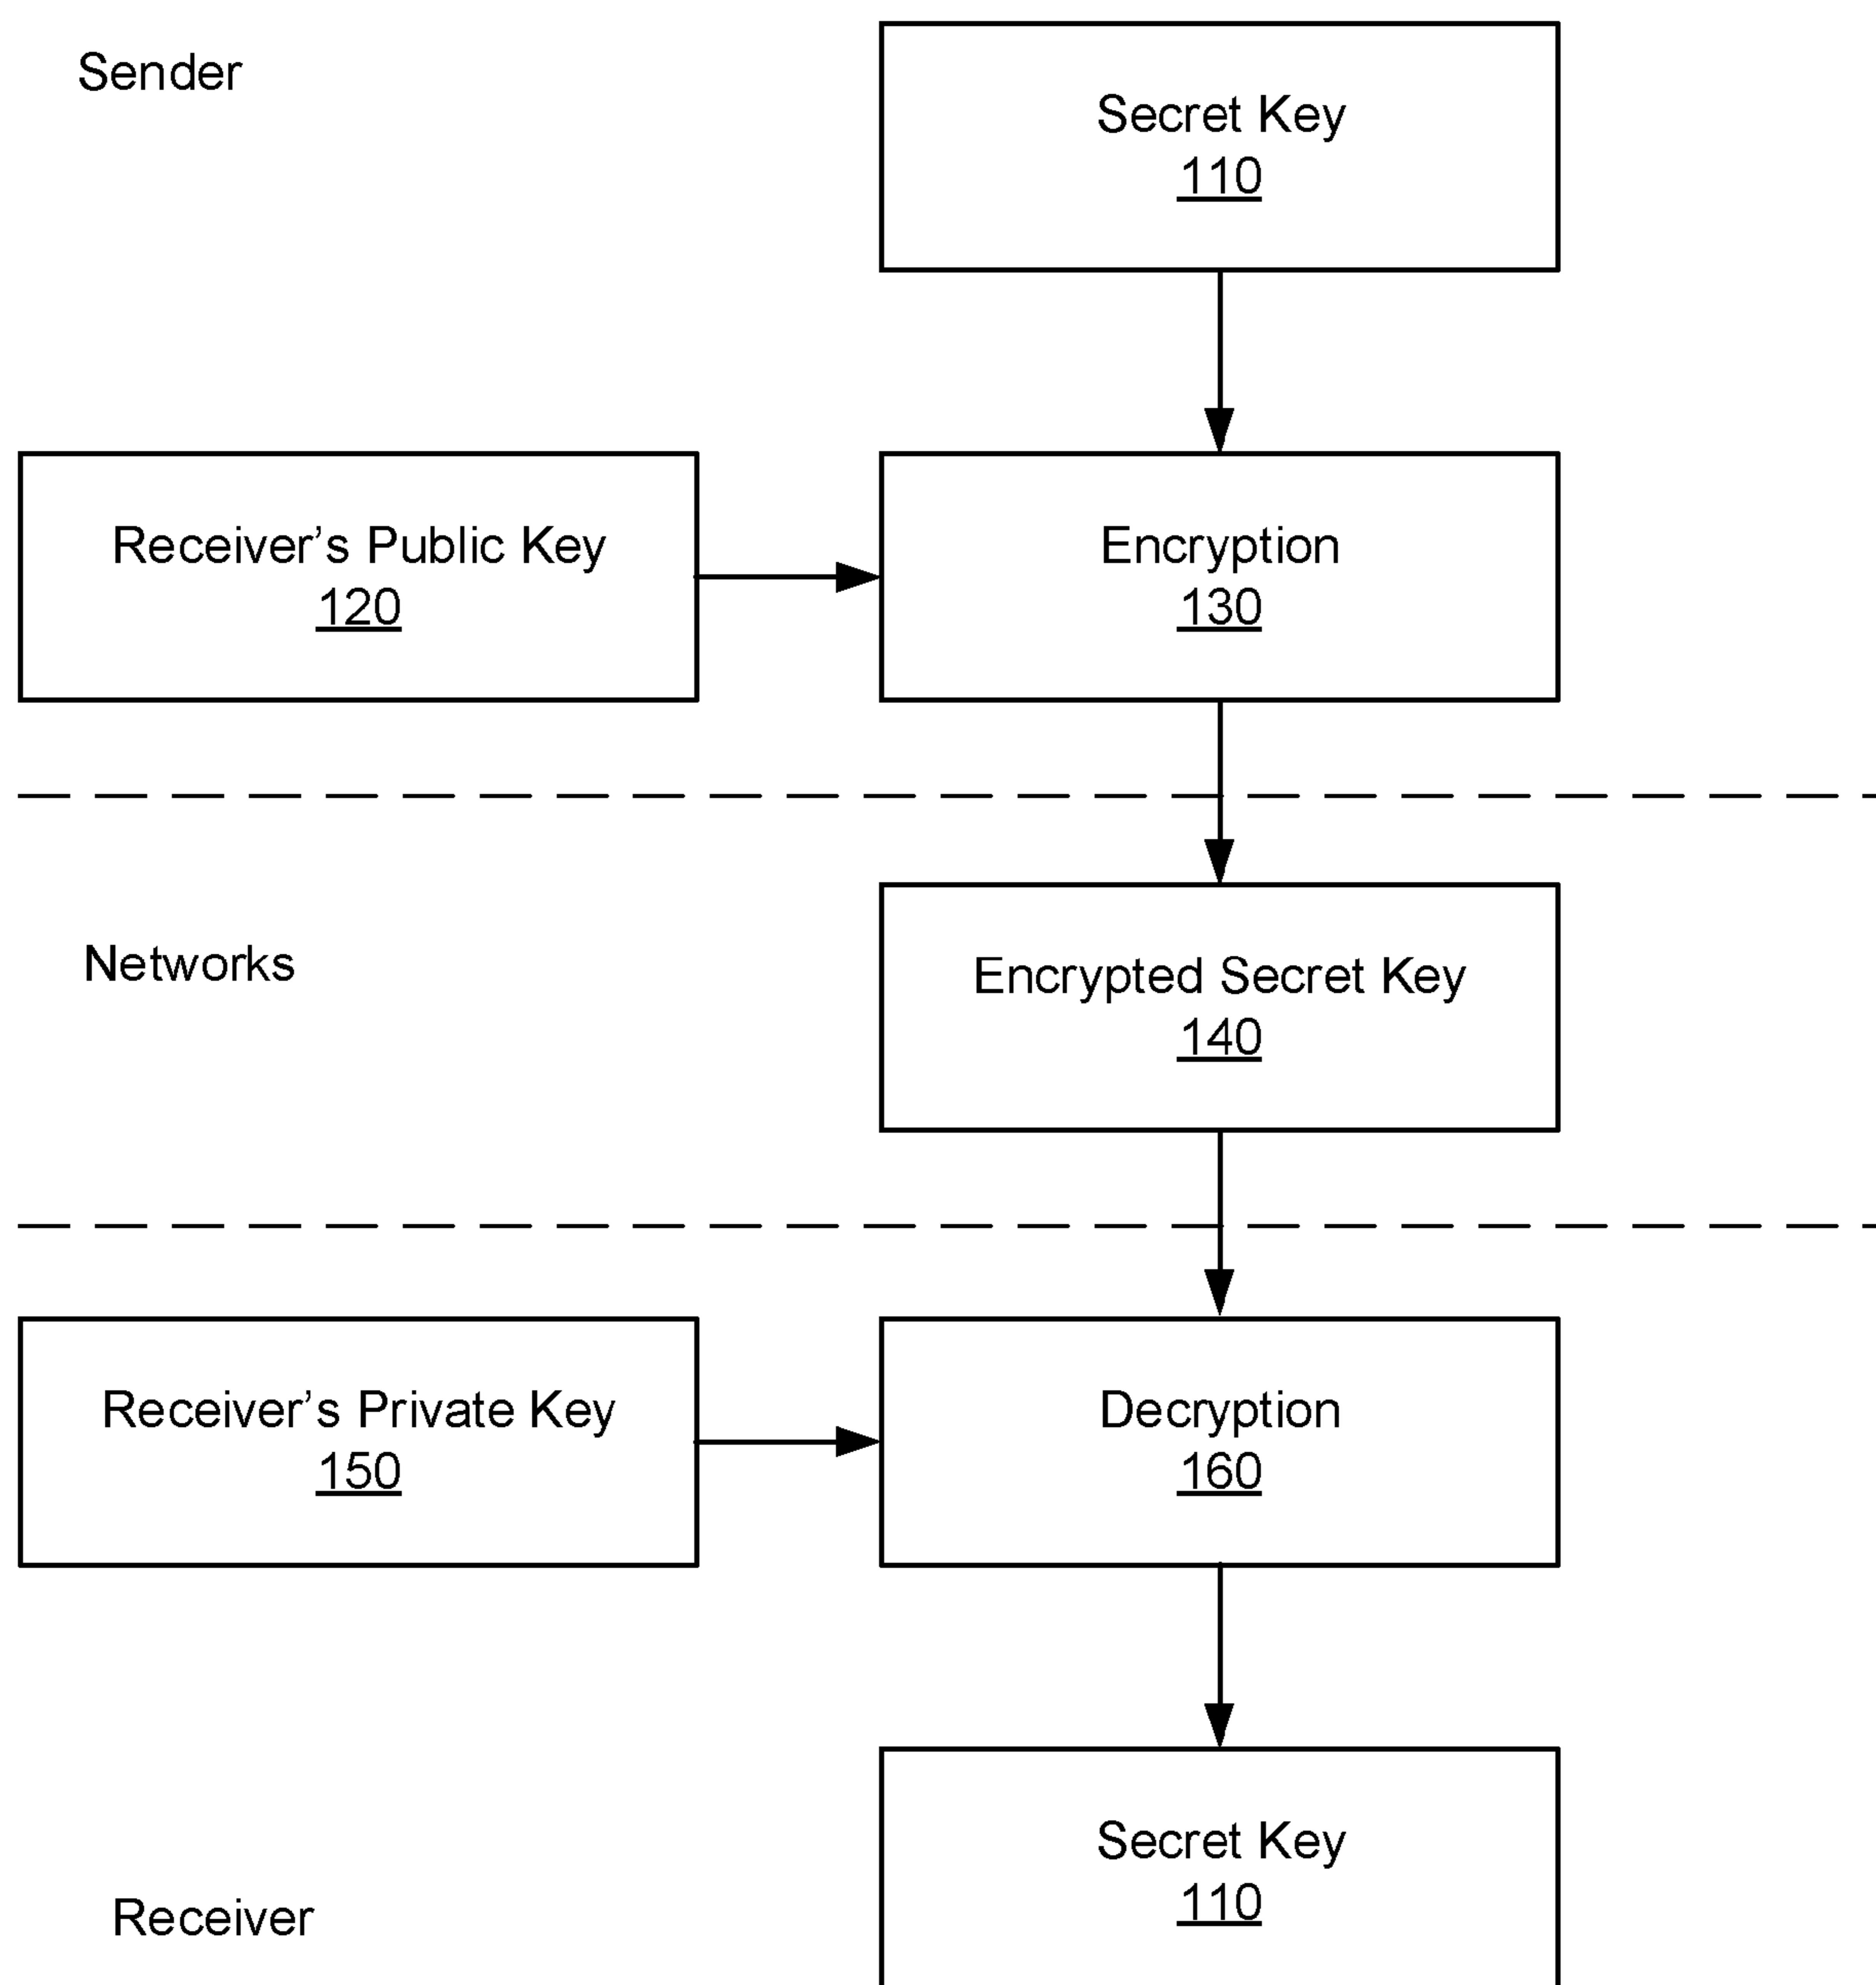 Sender
Secret Key
110
Receiver's Public Key
120
Encryption
130
Networks
Encrypted Secret Key
140
Receiver's Private Key
150
Decryption
160
Secret Key
110
Receiver